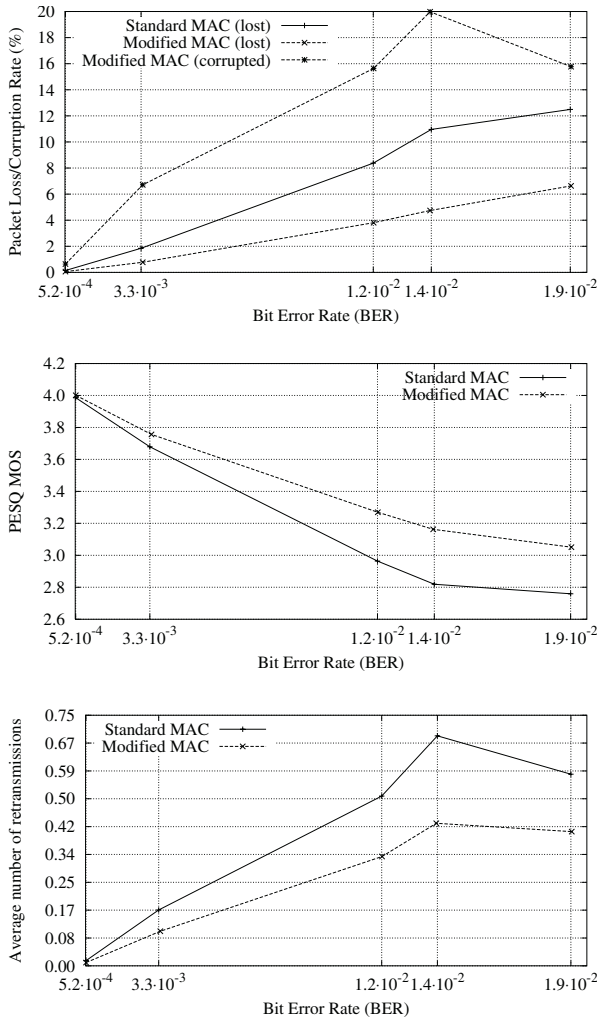 20
18
16
14
12
10
8
6
4
2
0
Packet Loss/Corruption Rate (%)
Standard MAC (lost)
Modified MAC (lost)
Modified MAC (corrupted)
5.2·10⁻⁴ 3.3·10⁻³ 1.2·10⁻² 1.4·10⁻² 1.9·10⁻²
Bit Error Rate (BER)
4.2
4.0
3.8
3.6
3.4
3.2
3.0
2.8
2.6
PESQ MOS
Standard MAC
Modified MAC
5.2·10⁻⁴ 3.3·10⁻³ 1.2·10⁻² 1.4·10⁻² 1.9·10⁻²
Bit Error Rate (BER)
0.75
0.67
0.59
0.50
0.42
0.34
0.25
0.17
0.08
0.00
Average number of retransmissions
Standard MAC
Modified MAC
5.2·10⁻⁴ 3.3·10⁻³ 1.2·10⁻² 1.4·10⁻² 1.9·10⁻²
Bit Error Rate (BER)